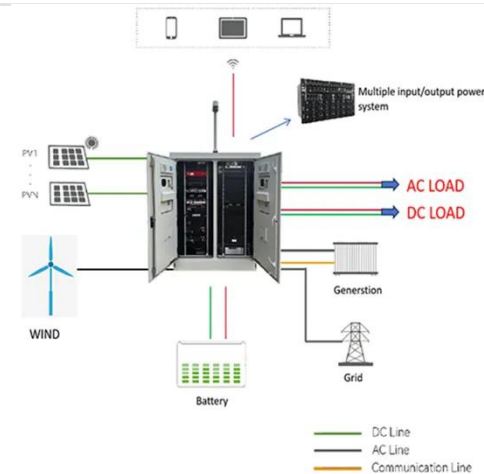 Multiple input/output power
system
PV1
PVN
AC LOAD
DC LOAD
WIND
Generstion
Grid
Battery
DC Line
AC Line
Communication Line